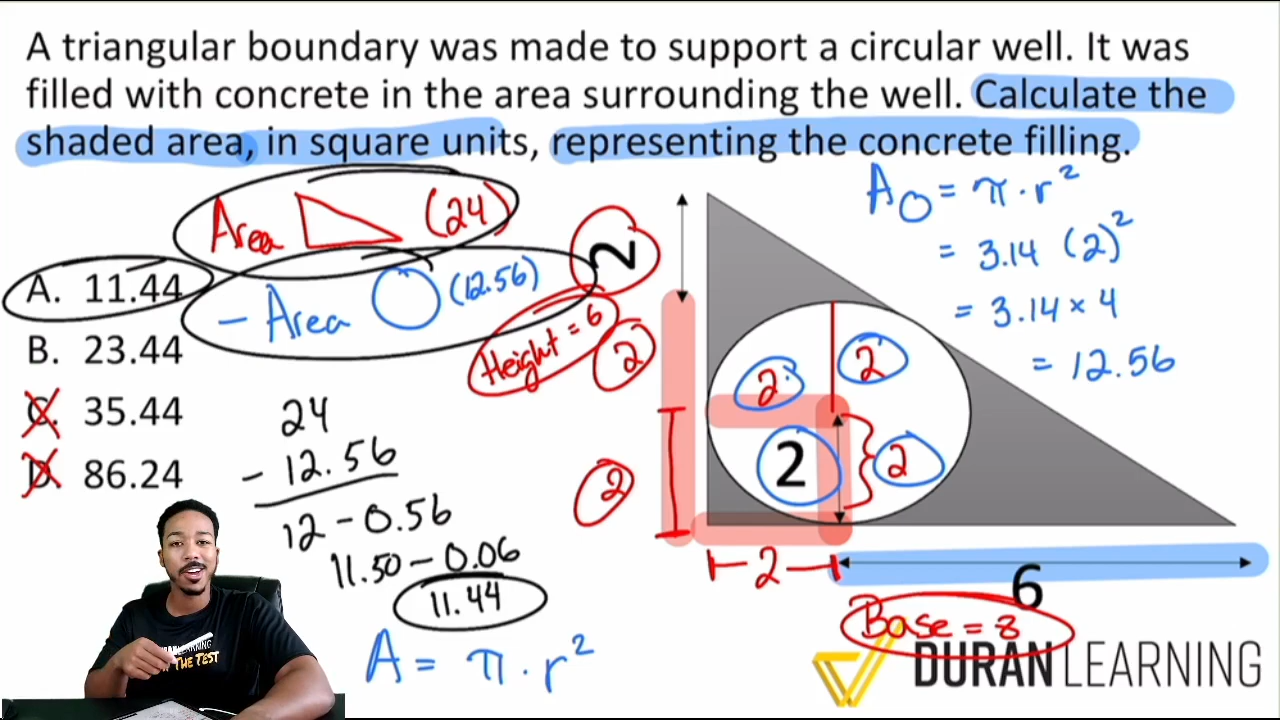 A triangular boundary was made to support a circular well. It was
filled with concrete in the area surrounding the well. Calculate the
shaded area, in square units, representing the concrete filling.
Area (24)
- Area (12.56)
A. 11.44
B. 23.44
C. 35.44
D. 86.24
24
- 12.56
12 - 0.56
11.50 - 0.06
11.44
A = π · r²
2
Height = 6
2
2
2
2
2
2
2
6
Base = 8
A = π · r²
= 3.14 (2)²
= 3.14 × 4
= 12.56
LEARNING
THE TEST
DURAN LEARNING